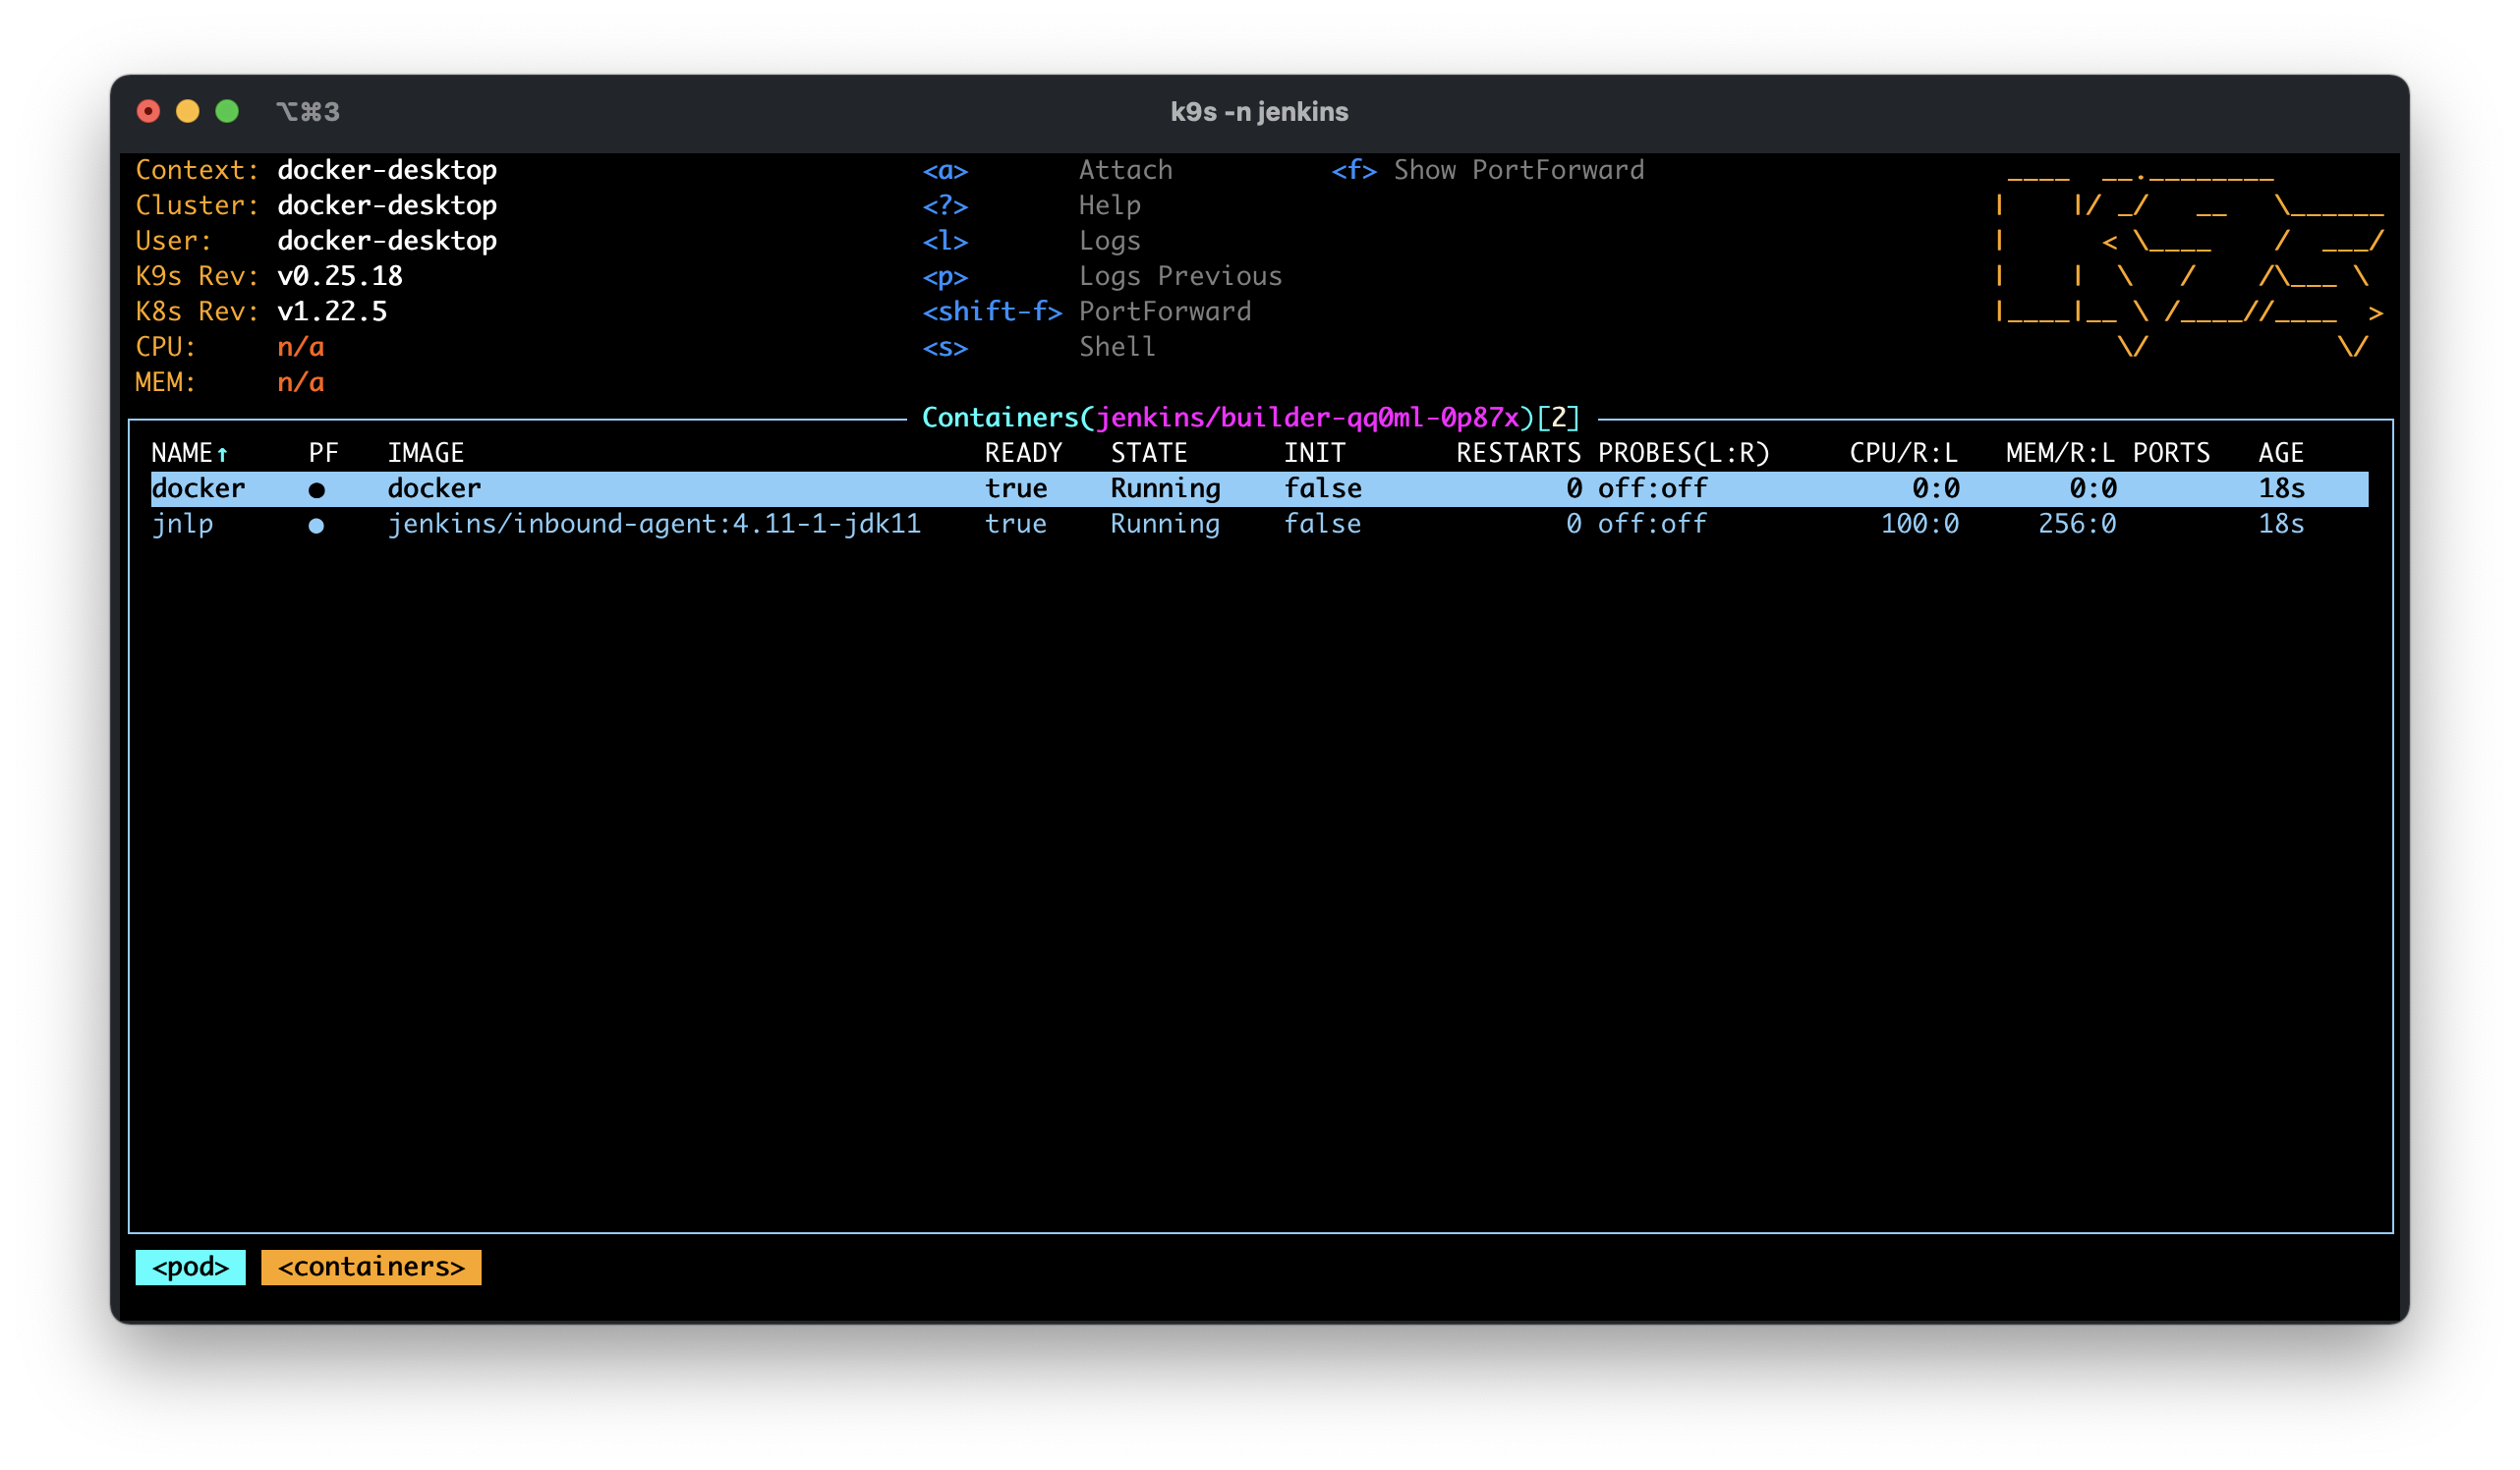 ⌥⌘3 k9s -n jenkins
Context: docker-desktop <a> Attach <f> Show PortForward
Cluster: docker-desktop <?> Help
User: docker-desktop <l> Logs
K9s Rev: v0.25.18 <p> Logs Previous
K8s Rev: v1.22.5 <shift-f> PortForward
CPU: n/a <s> Shell
MEM: n/a
Containers(jenkins/builder-qq0ml-0p87x)[2]
NAME↑ PF IMAGE READY STATE INIT RESTARTS PROBES(L:R) CPU/R:L MEM/R:L PORTS AGE
docker ● docker true Running false 0 off:off 0:0 0:0 18s
jnlp ● jenkins/inbound-agent:4.11-1-jdk11 true Running false 0 off:off 100:0 256:0 18s
<pod> <containers>